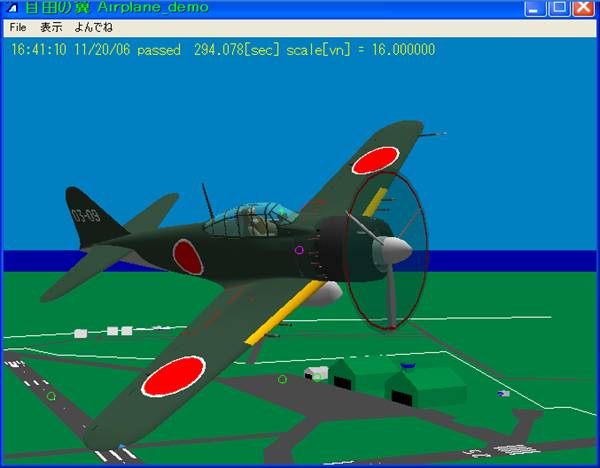 自由の翼 Airplane_demo
File 表示 よんでね
16:41:10 11/20/06 passed 294.078[sec] scale[vn] = 16.000000
03-09
25